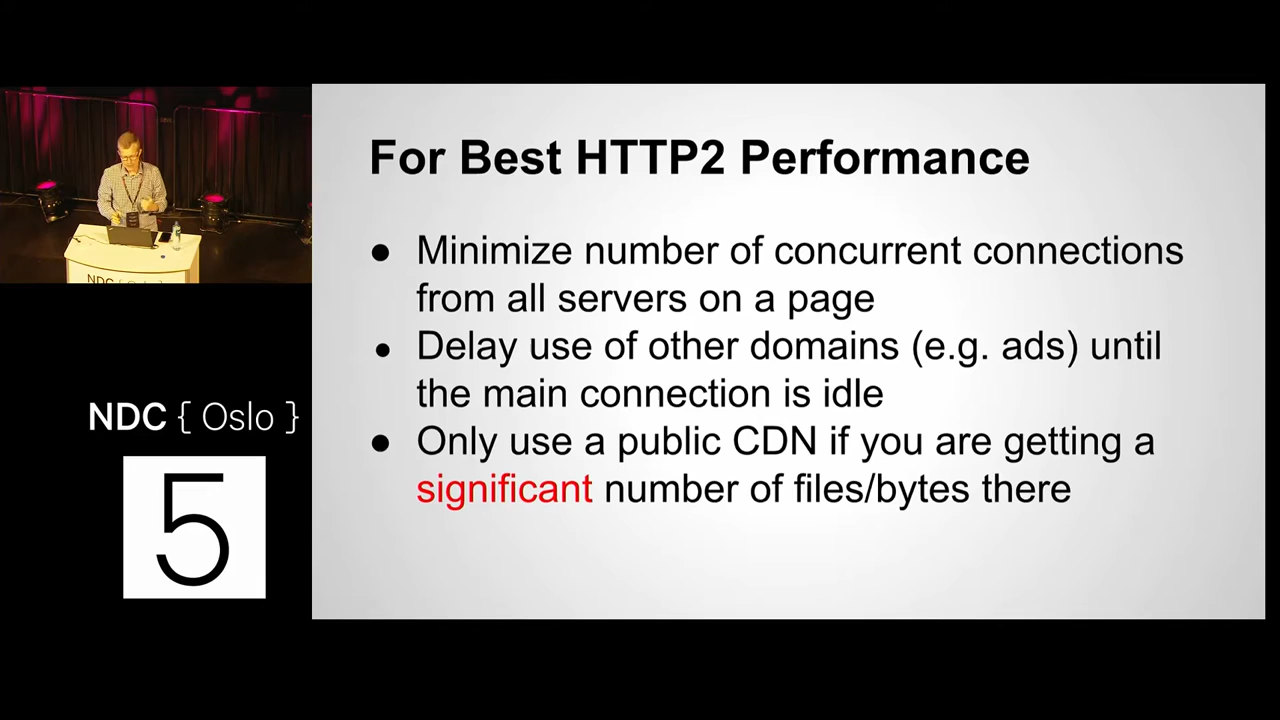 For Best HTTP2 Performance
● Minimize number of concurrent connections
from all servers on a page
● Delay use of other domains (e.g. ads) until
the main connection is idle
● Only use a public CDN if you are getting a
significant number of files/bytes there
NDC { Oslo }
NDC { Oslo }
5